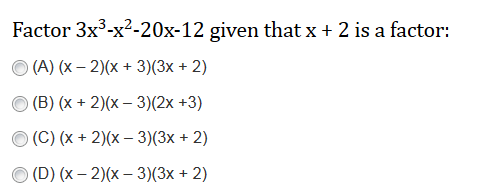 Factor 3x³-x²-20x-12 given that x + 2 is a factor:
(A) (x – 2)(x + 3)(3x + 2)
(B) (x + 2)(x – 3)(2x +3)
(C) (x + 2)(x – 3)(3x + 2)
(D) (x – 2)(x – 3)(3x + 2)